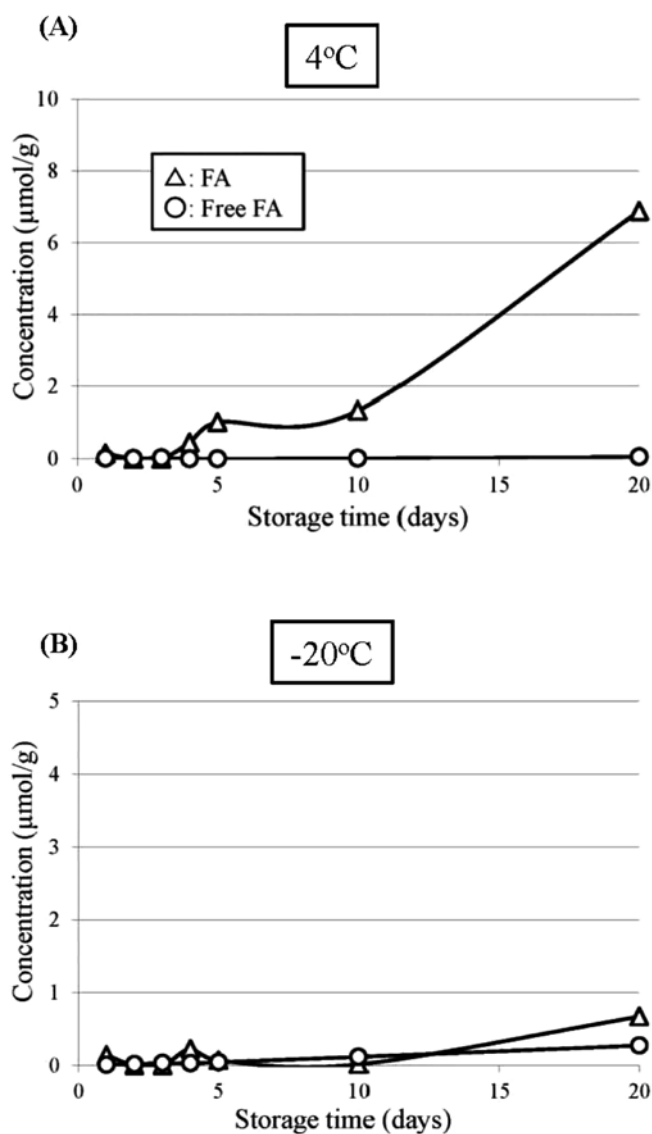 (A)
4°C
Concentration (μmol/g)
10
8
6
4
2
0
△: FA
○: Free FA
0 5 10 15 20
Storage time (days)
(B)
-20°C
Concentration (μmol/g)
5
4
3
2
1
0
0 5 10 15 20
Storage time (days)